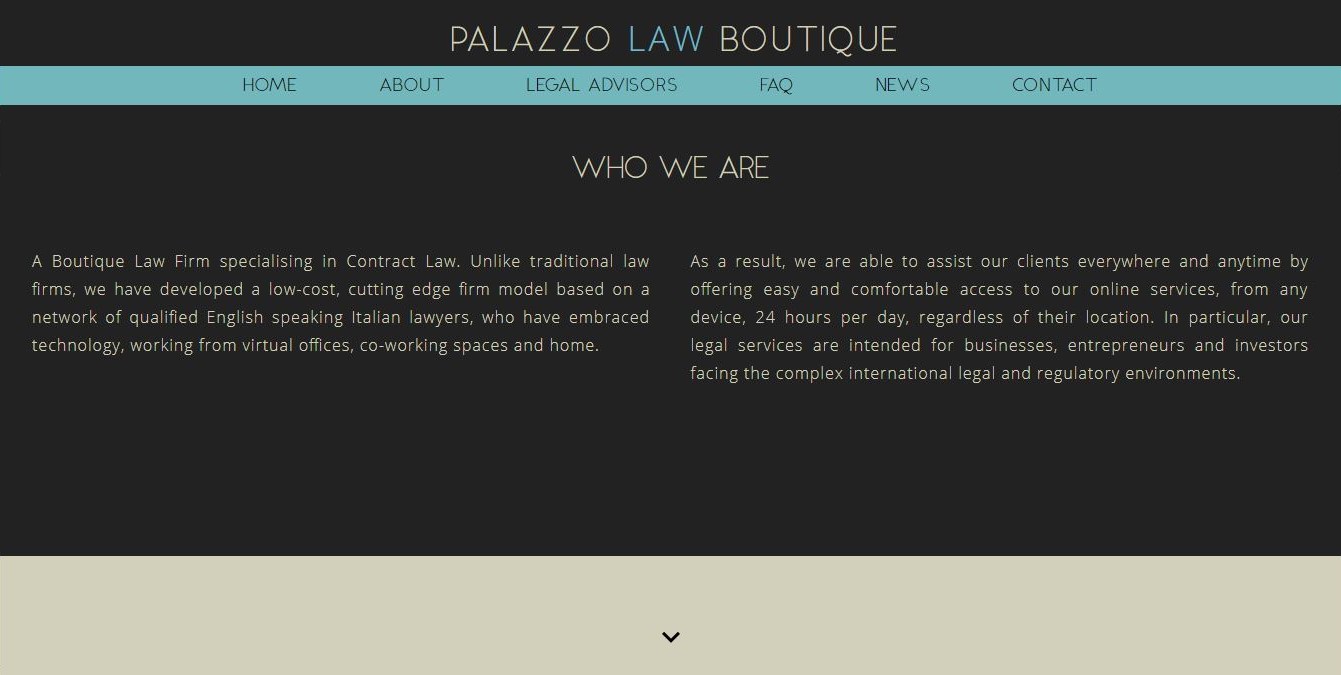 PALAZZO LAW BOUTIQUE
HOME ABOUT LEGAL ADVISORS FAQ NEWS CONTACT
WHO WE ARE
A Boutique Law Firm specialising in Contract Law. Unlike traditional law
firms, we have developed a low-cost, cutting edge firm model based on a
network of qualified English speaking Italian lawyers, who have embraced
technology, working from virtual offices, co-working spaces and home.
As a result, we are able to assist our clients everywhere and anytime by
offering easy and comfortable access to our online services, from any
device, 24 hours per day, regardless of their location. In particular, our
legal services are intended for businesses, entrepreneurs and investors
facing the complex international legal and regulatory environments.